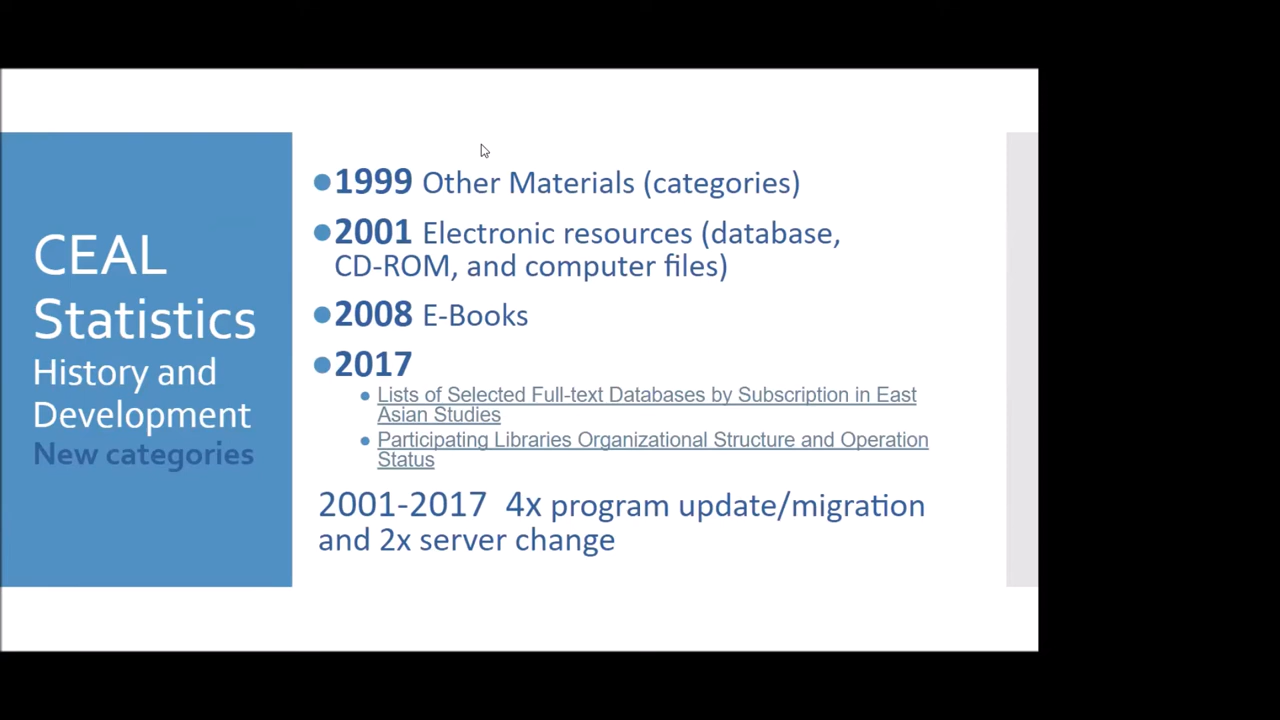 CEAL
Statistics
History and
Development
New categories
1999 Other Materials (categories)
2001 Electronic resources (database,
CD-ROM, and computer files)
2008 E-Books
2017
Lists of Selected Full-text Databases by Subscription in East
Asian Studies
Participating Libraries Organizational Structure and Operation
Status
2001-2017 4x program update/migration
and 2x server change